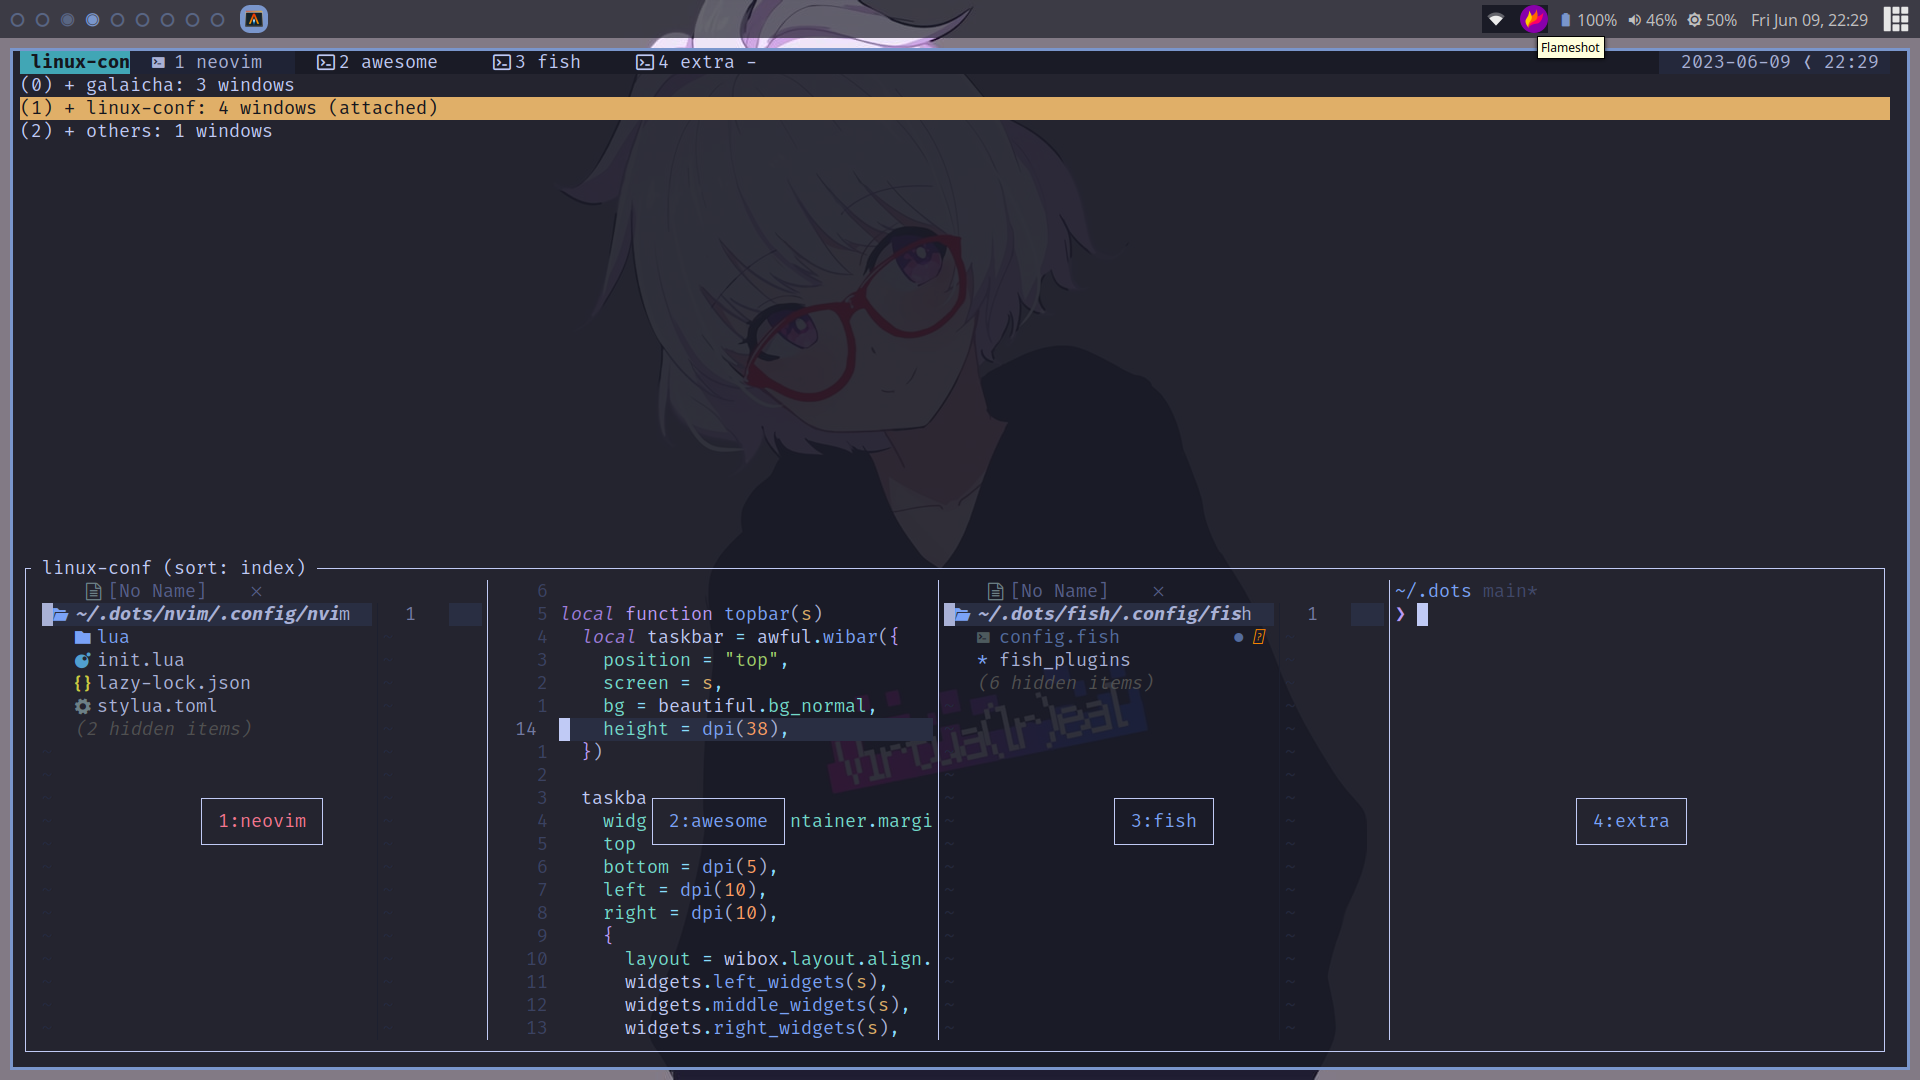 100% 46% 50% Fri Jun 09, 22:29
Flameshot
linux-con 1 neovim 2 awesome 3 fish 4 extra - 2023-06-09 22:29
(0) + galaicha: 3 windows
(1) + linux-conf: 4 windows (attached)
(2) + others: 1 windows
linux-conf (sort: index)
[No Name] ×
~/.dots/nvim/.config/nvim 1
lua
init.lua
{} lazy-lock.json
stylua.toml
(2 hidden items)
1:neovim
6
5 local function topbar(s)
4 local taskbar = awful.wibar({
3 position = "top",
2 screen = s,
1 bg = beautiful.bg_normal,
14 height = dpi(38),
1 })
2
3 taskba
4 widg 2:awesome ntainer.margi
5 top
6 bottom = dpi(5),
7 left = dpi(10),
8 right = dpi(10),
9 {
10 layout = wibox.layout.align.
11 widgets.left_widgets(s),
12 widgets.middle_widgets(s),
13 widgets.right_widgets(s),
[No Name] ×
~/.dots/fish/.config/fish 1
config.fish
* fish_plugins
(6 hidden items)
3:fish
~/.dots main*
❯
4:extra
Virtua(r)eal